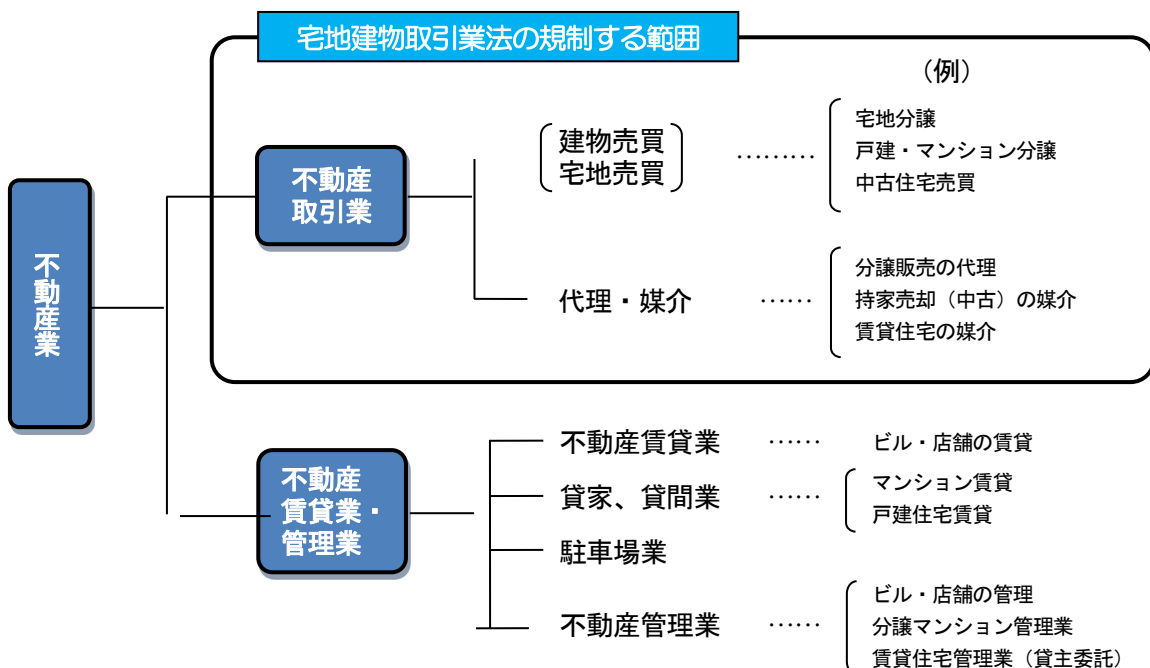 宅地建物取引業法の規制する範囲
（例）
不動産業
不動産
取引業
建物売買
宅地売買
………
宅地分譲
戸建・マンション分譲
中古住宅売買
代理・媒介
……
分譲販売の代理
持家売却（中古）の媒介
賃貸住宅の媒介
不動産
賃貸業・
管理業
不動産賃貸業
……
ビル・店舗の賃貸
貸家、貸間業
……
マンション賃貸
戸建住宅賃貸
駐車場業
不動産管理業
……
ビル・店舗の管理
分譲マンション管理業
賃貸住宅管理業（貸主委託）